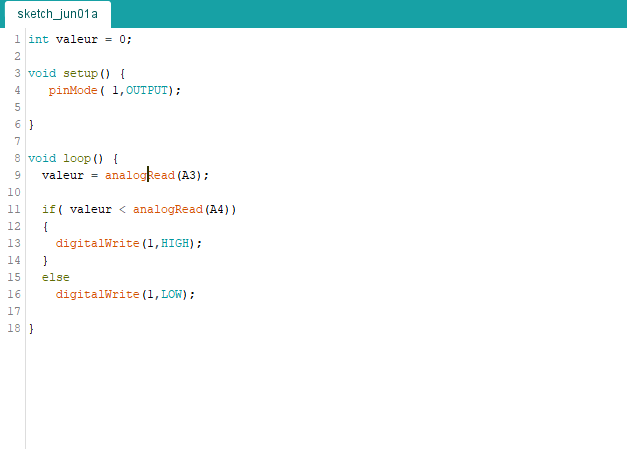 sketch_jun01a
1 int valeur = 0;
2
3 void setup() {
4    pinMode( 1,OUTPUT);
5
6 }
7
8 void loop() {
9   valeur = analogRead(A3);
10
11   if( valeur < analogRead(A4))
12   {
13     digitalWrite(1,HIGH);
14   }
15   else
16     digitalWrite(1,LOW);
17
18 }